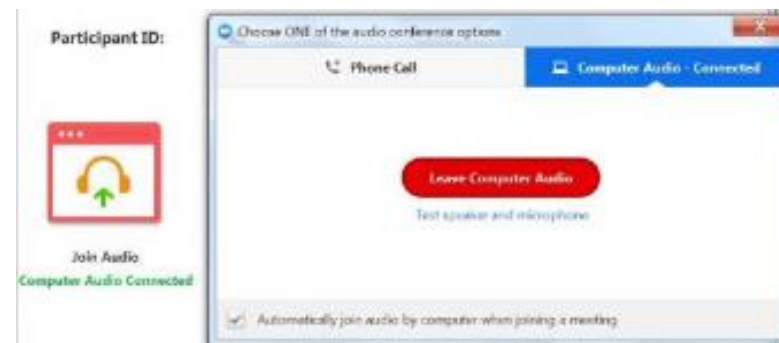 Participant ID:
Join Audio
Computer Audio Connected
Choose ONE of the audio conference options
Phone Call
Computer Audio - Connected
Leave Computer Audio
Test speaker and microphone
Automatically join audio by computer when joining a meeting